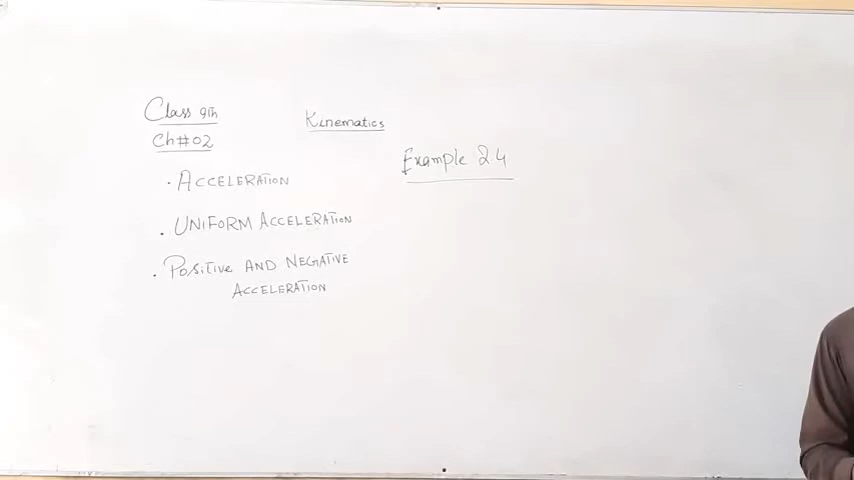 Class 9th
Ch#02
Kinematics
Example 2.4
· ACCELERATION
· UNIFORM ACCELERATION
· POSITIVE AND NEGATIVE
ACCELERATION